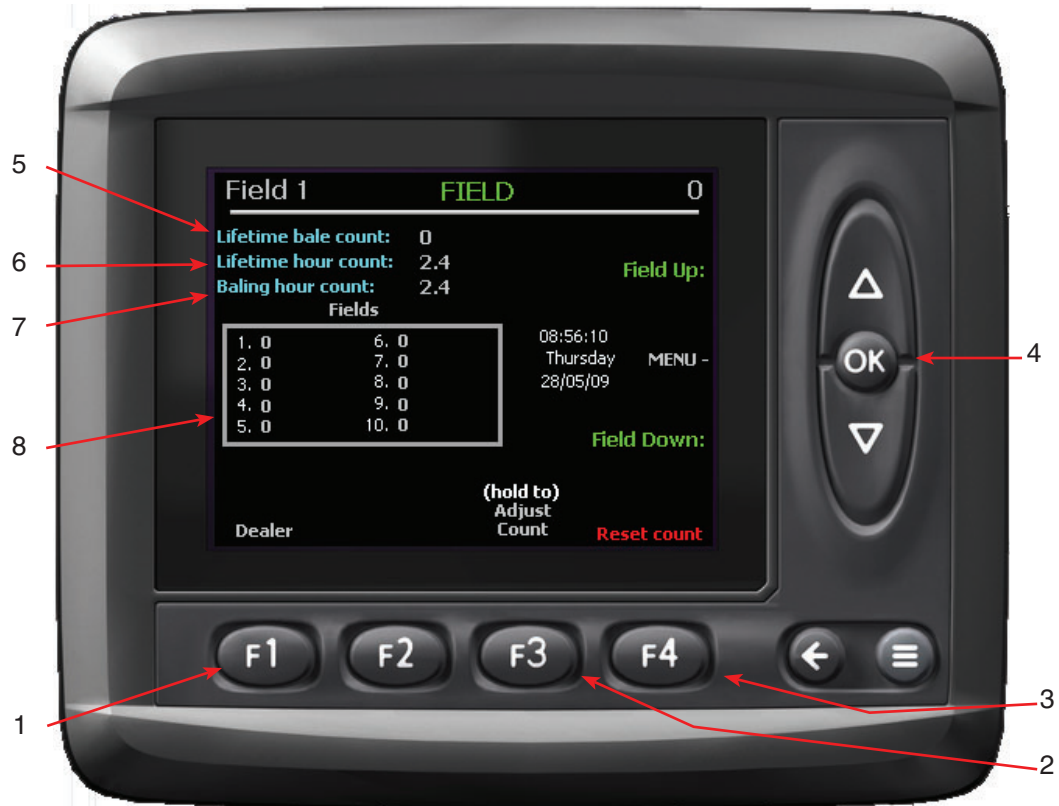 Field 1 FIELD 0
5
Lifetime bale count: 0
6
Lifetime hour count: 2.4
Field Up:
7
Baling hour count: 2.4
Fields
1. 0 6. 0
2. 0 7. 0
3. 0 8. 0
4. 0 9. 0
5. 0 10. 0
8
08:56:10
Thursday
28/05/09
MENU -
OK
4
Field Down:
(hold to)
Adjust
Count
Dealer
Reset count
F1 F2 F3 F4
1
3
2